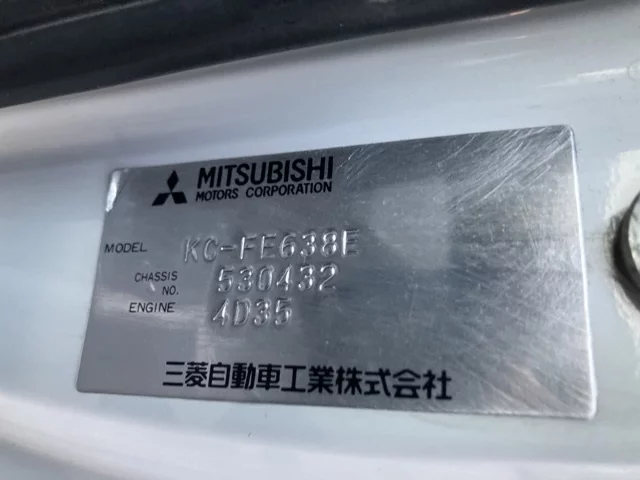 MITSUBISHI
MOTORS CORPORATION
MODEL KC-FE638E
CHASSIS NO. 530432
ENGINE 4D35
三菱自動車工業株式会社